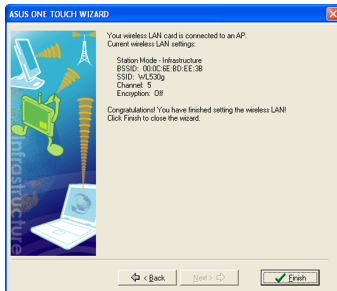 ASUS ONE TOUCH WIZARD
Your wireless LAN card is connected to an AP.
Current wireless LAN settings:
Station Mode - Infrastructure
BSSID: 00:0C:6E:BD:EE:3B
SSID: WL530g
Channel: 5
Encryption: Off
Congratulations! You have finished setting the wireless LAN!
Click Finish to close the wizard.
Infrastructure
< Back
Next >
Finish